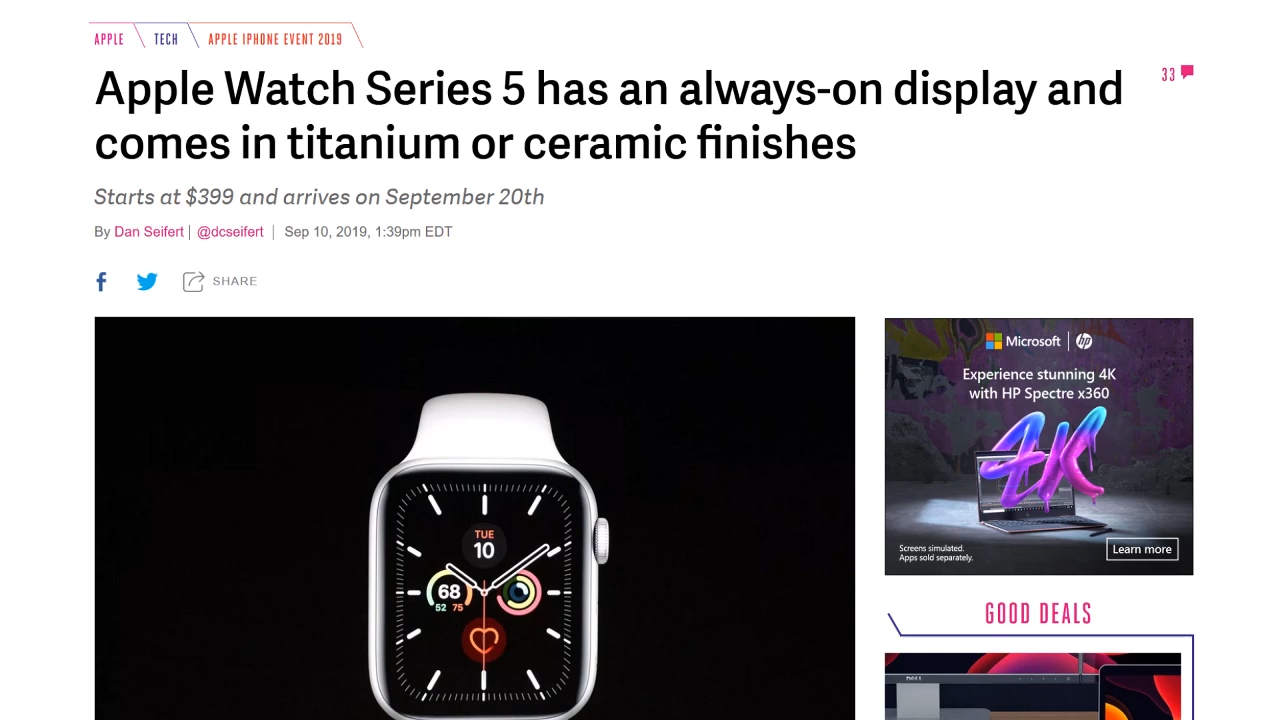 APPLE
TECH
APPLE IPHONE EVENT 2019
Apple Watch Series 5 has an always-on display and
comes in titanium or ceramic finishes
33
Starts at $399 and arrives on September 20th
By Dan Seifert | @dcseifert | Sep 10, 2019, 1:39pm EDT
SHARE
TUE
10
68
52 75
Microsoft | hp
Experience stunning 4K
with HP Spectre x360
4K
Screens simulated.
Apps sold separately.
Learn more
GOOD DEALS
DELL